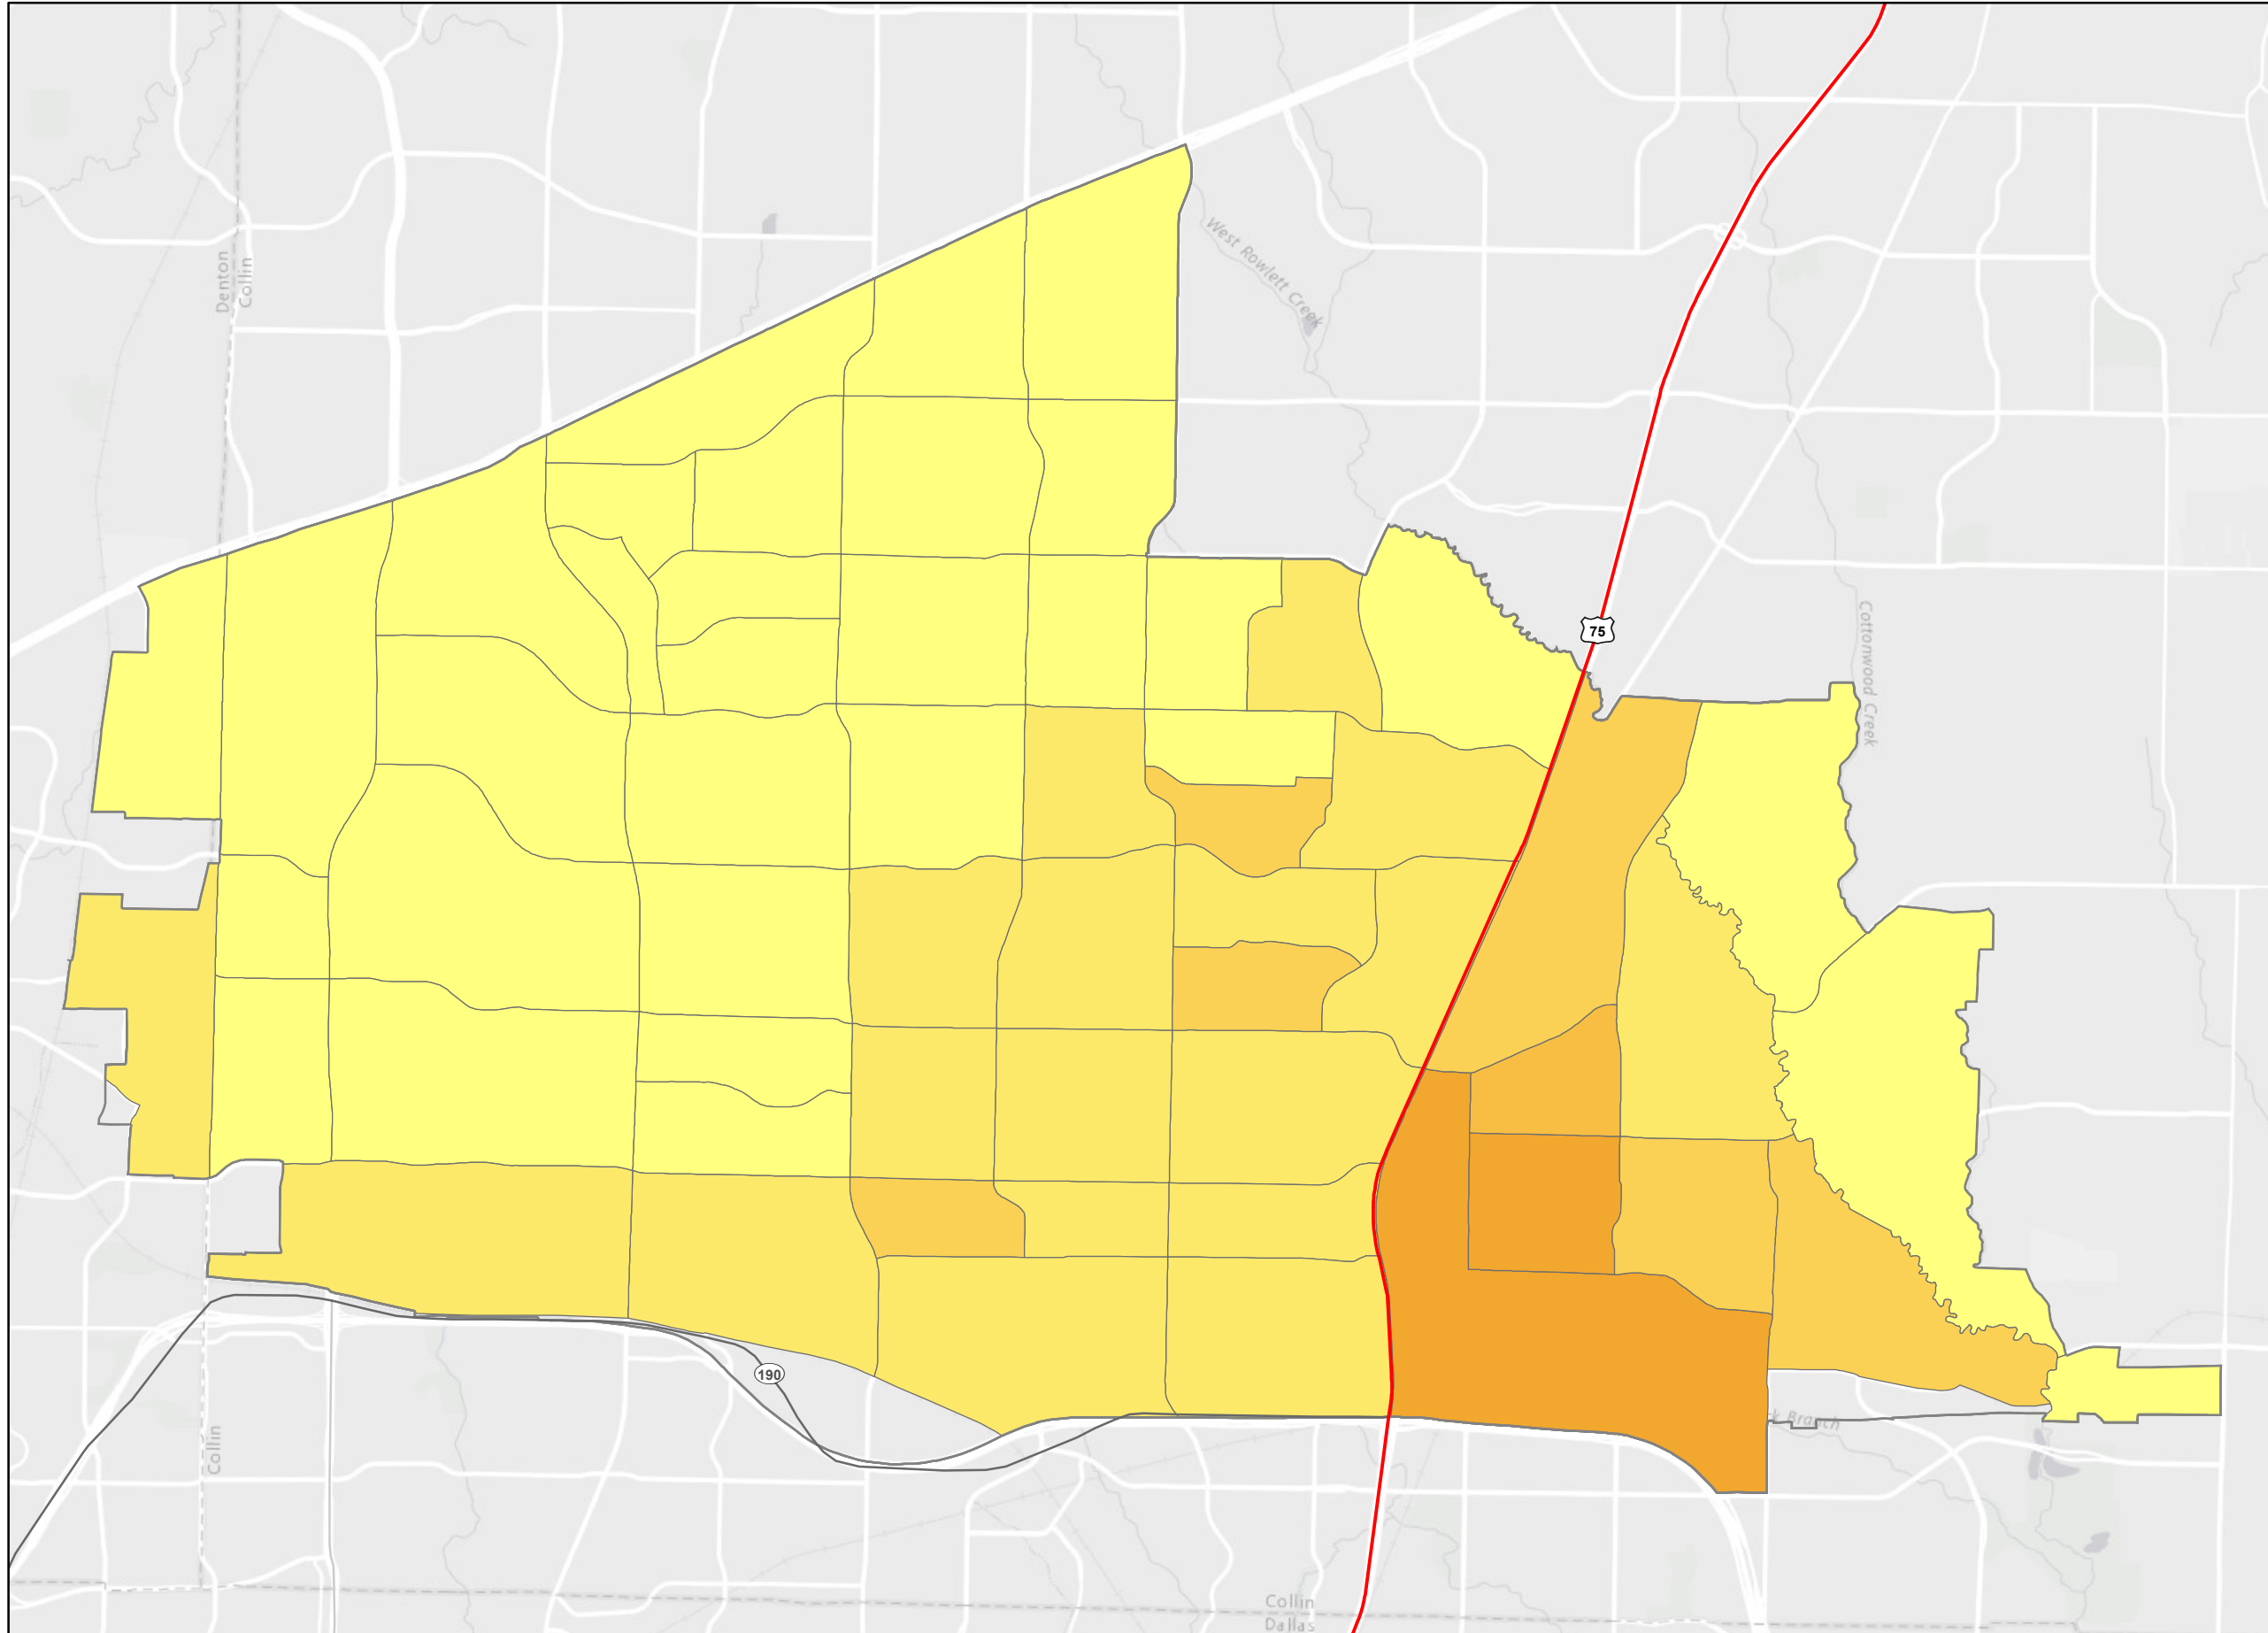 West Rowlett Creek
Denton
Collin
75
Cottonwood Creek
190
Branch
Collin
Collin
Dallas